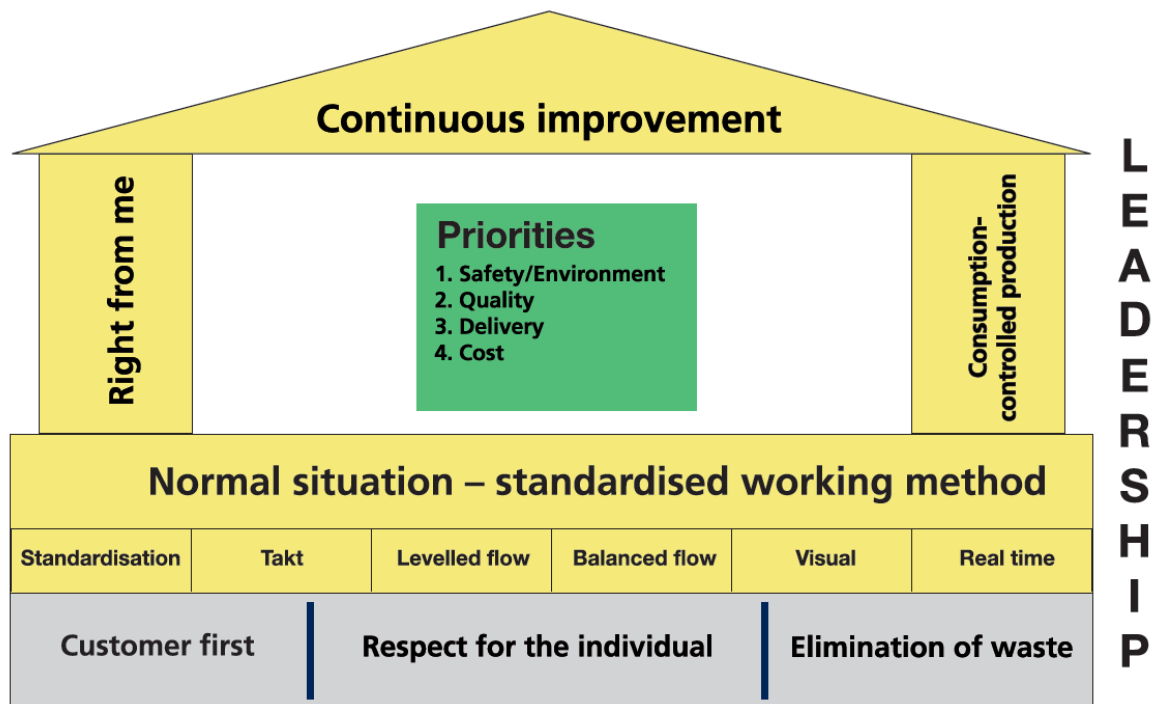 Continuous improvement
Right from me
Priorities
1. Safety/Environment
2. Quality
3. Delivery
4. Cost
Consumption-
controlled production
LEADERSHIP
Normal situation – standardised working method
Standardisation
Takt
Levelled flow
Balanced flow
Visual
Real time
Customer first
Respect for the individual
Elimination of waste